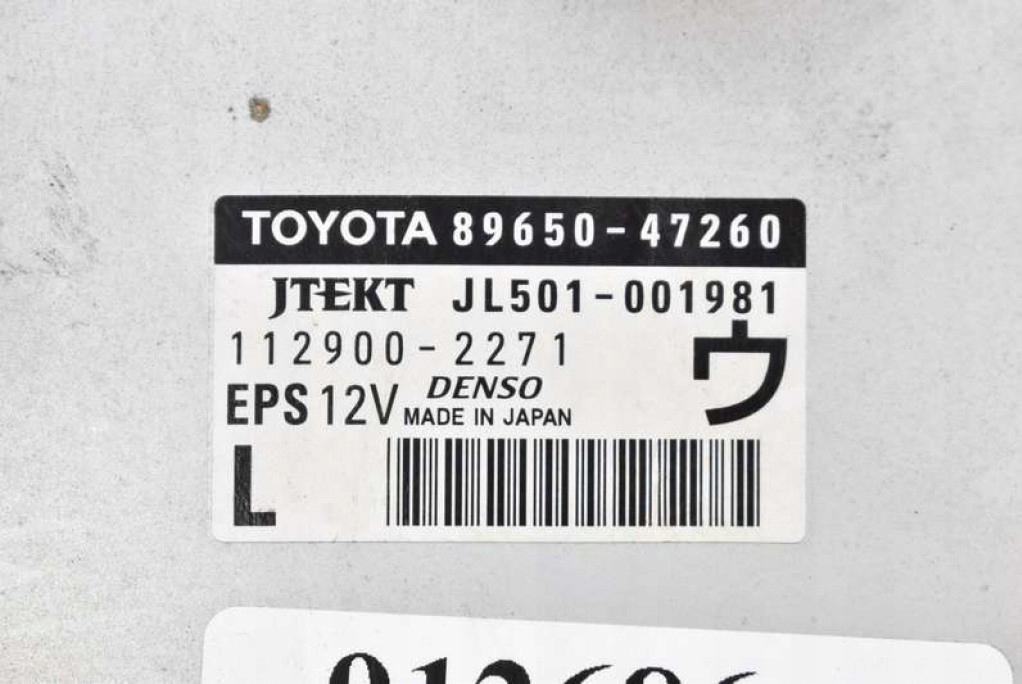 TOYOTA 89650-47260
JTEKT JL501-001981
112900-2271
ウ
EPS 12V DENSO
MADE IN JAPAN
L